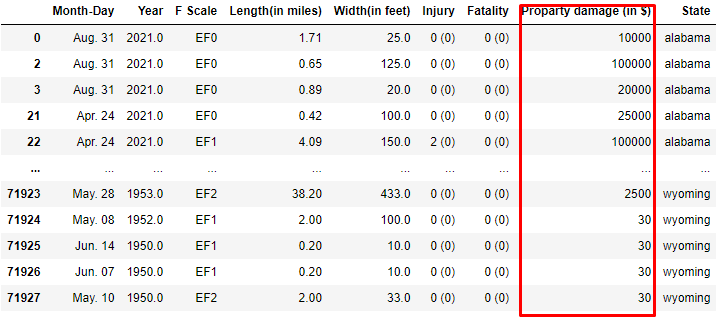 Month-Day Year F Scale Length(in miles) Width(in feet) Injury Fatality Proparty damage (in $) State
0 Aug. 31 2021.0 EF0 1.71 25.0 0 (0) 0 (0) 10000 alabama
2 Aug. 31 2021.0 EF0 0.65 125.0 0 (0) 0 (0) 100000 alabama
3 Aug. 31 2021.0 EF0 0.89 20.0 0 (0) 0 (0) 20000 alabama
21 Apr. 24 2021.0 EF0 0.42 100.0 0 (0) 0 (0) 25000 alabama
22 Apr. 24 2021.0 EF1 4.09 150.0 2 (0) 0 (0) 100000 alabama
... ... ... ... ... ... ... ... ... ...
71923 May. 28 1953.0 EF2 38.20 433.0 0 (0) 0 (0) 2500 wyoming
71924 May. 08 1952.0 EF1 2.00 100.0 0 (0) 0 (0) 30 wyoming
71925 Jun. 14 1950.0 EF1 0.20 10.0 0 (0) 0 (0) 30 wyoming
71926 Jun. 07 1950.0 EF1 0.20 10.0 0 (0) 0 (0) 30 wyoming
71927 May. 10 1950.0 EF2 2.00 33.0 0 (0) 0 (0) 30 wyoming